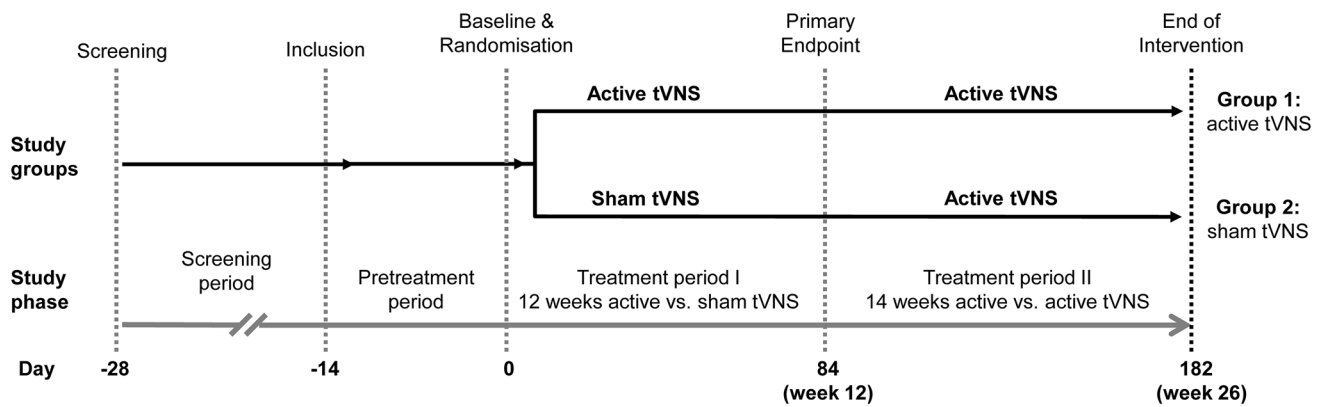 Screening
Inclusion
Baseline &
Randomisation
Primary
Endpoint
End of
Intervention
Study
groups
Active tVNS
Active tVNS
Group 1:
active tVNS
Sham tVNS
Active tVNS
Group 2:
sham tVNS
Study
phase
Screening
period
Pretreatment
period
Treatment period I
12 weeks active vs. sham tVNS
Treatment period II
14 weeks active vs. active tVNS
Day
-28
-14
0
84
(week 12)
182
(week 26)